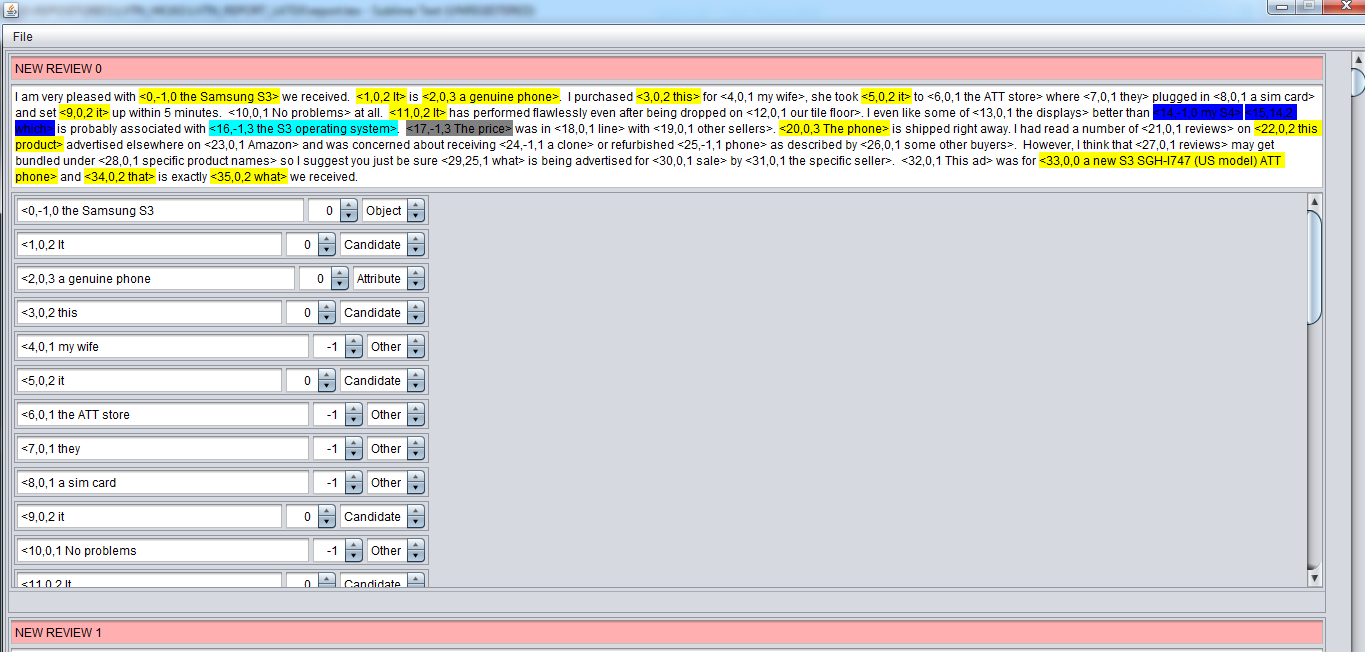 File
NEW REVIEW 0
I am very pleased with <0,-1,0 the Samsung S3> we received.  <1,0,2 It> is <2,0,3 a genuine phone>.  I purchased <3,0,2 this> for <4,0,1 my wife>, she took <5,0,2 it> to <6,0,1 the ATT store> where <7,0,1 they> plugged in <8,0,1 a sim card>
and set <9,0,2 it> up within 5 minutes.  <10,0,1 No problems> at all.  <11,0,2 It> has performed flawlessly even after being dropped on <12,0,1 our tile floor>. I even like some of <13,0,1 the displays> better than <14,-1,0 my S4> <15,14,2
which> is probably associated with <16,-1,3 the S3 operating system>.  <17,-1,3 The price> was in <18,0,1 line> with <19,0,1 other sellers>.  <20,0,3 The phone> is shipped right away. I had read a number of <21,0,1 reviews> on <22,0,2 this
product> advertised elsewhere on <23,0,1 Amazon> and was concerned about receiving <24,-1,1 a clone> or refurbished <25,-1,1 phone> as described by <26,0,1 some other buyers>.  However, I think that <27,0,1 reviews> may get
bundled under <28,0,1 specific product names> so I suggest you just be sure <29,25,1 what> is being advertised for <30,0,1 sale> by <31,0,1 the specific seller>.  <32,0,1 This ad> was for <33,0,0 a new S3 SGH-I747 (US model) ATT
phone> and <34,0,2 that> is exactly <35,0,2 what> we received.
<0,-1,0 the Samsung S3 0 Object
<1,0,2 It 0 Candidate
<2,0,3 a genuine phone 0 Attribute
<3,0,2 this 0 Candidate
<4,0,1 my wife -1 Other
<5,0,2 it 0 Candidate
<6,0,1 the ATT store -1 Other
<7,0,1 they -1 Other
<8,0,1 a sim card -1 Other
<9,0,2 it 0 Candidate
<10,0,1 No problems -1 Other
<11,0,2 It 0 Candidate
NEW REVIEW 1